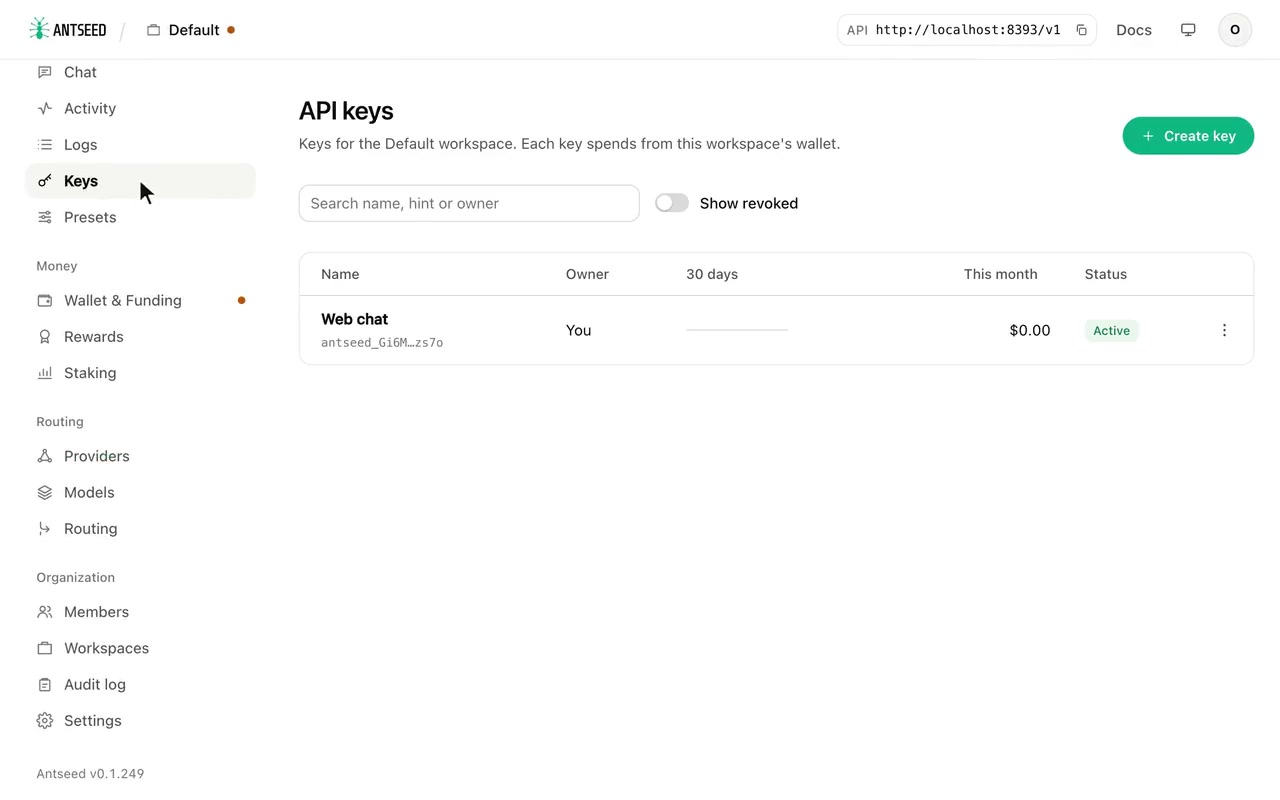 ANTSEED / Default
API http://localhost:8393/v1
Docs
O
Chat
Activity
Logs
Keys
Presets
Money
Wallet & Funding
Rewards
Staking
Routing
Providers
Models
Routing
Organization
Members
Workspaces
Audit log
Settings
Antseed v0.1.249
API keys
Keys for the Default workspace. Each key spends from this workspace's wallet.
+ Create key
Search name, hint or owner
Show revoked
Name Owner 30 days This month Status
Web chat
antseed_Gi6M…zs7o
You $0.00 Active